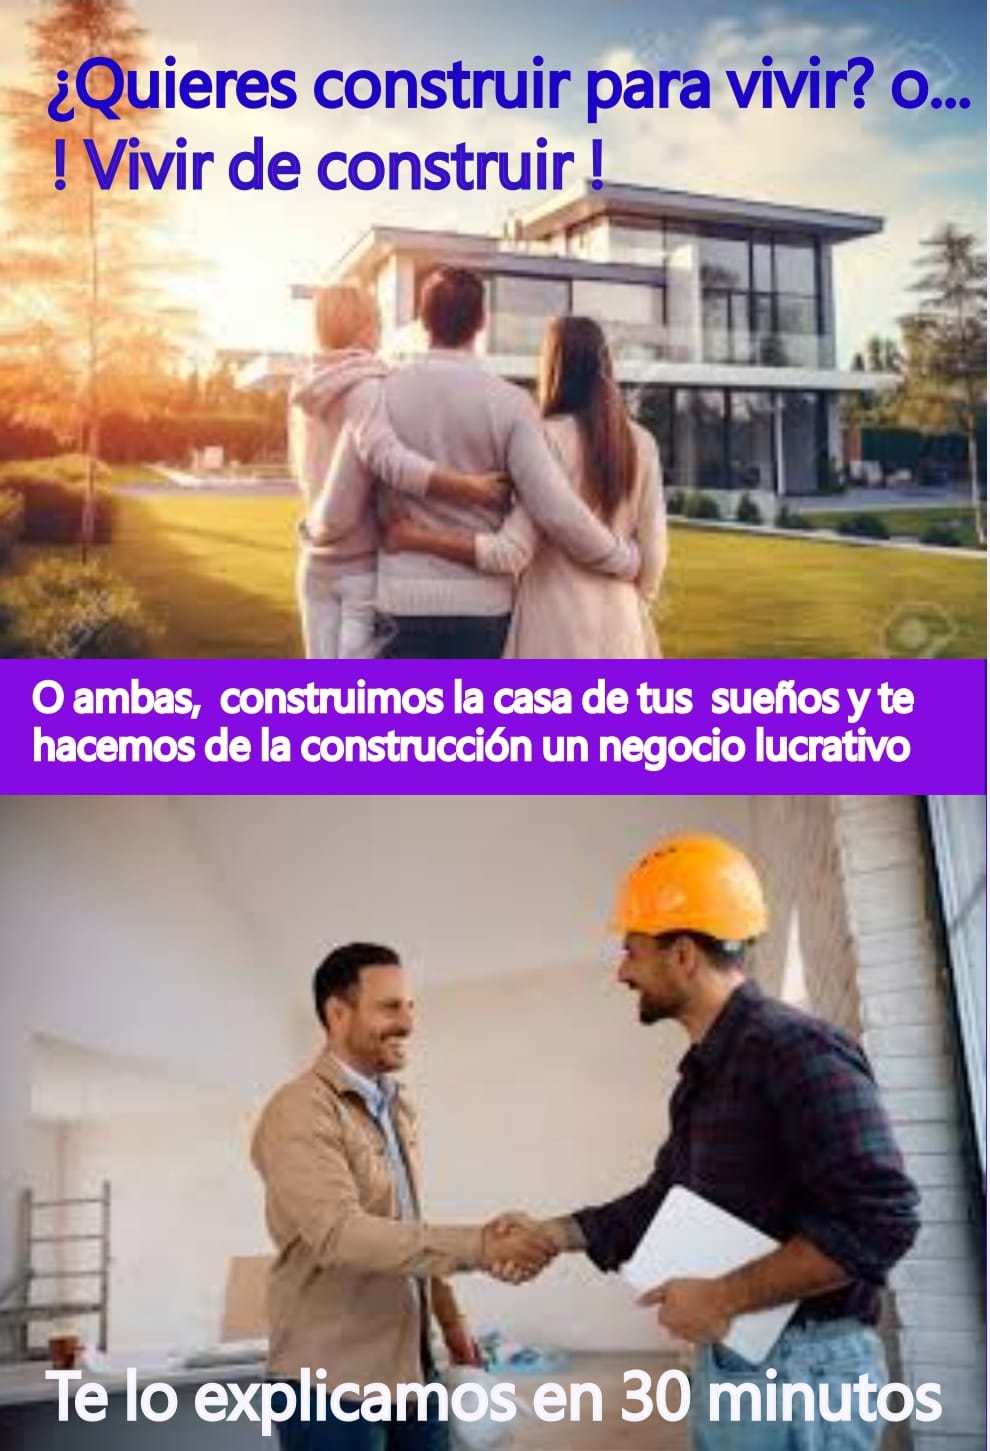 ¿Quieres construir para vivir? o...
! Vivir de construir !
O ambas, construimos la casa de tus sueños y te
hacemos de la construcción un negocio lucrativo
Te lo explicamos en 30 minutos